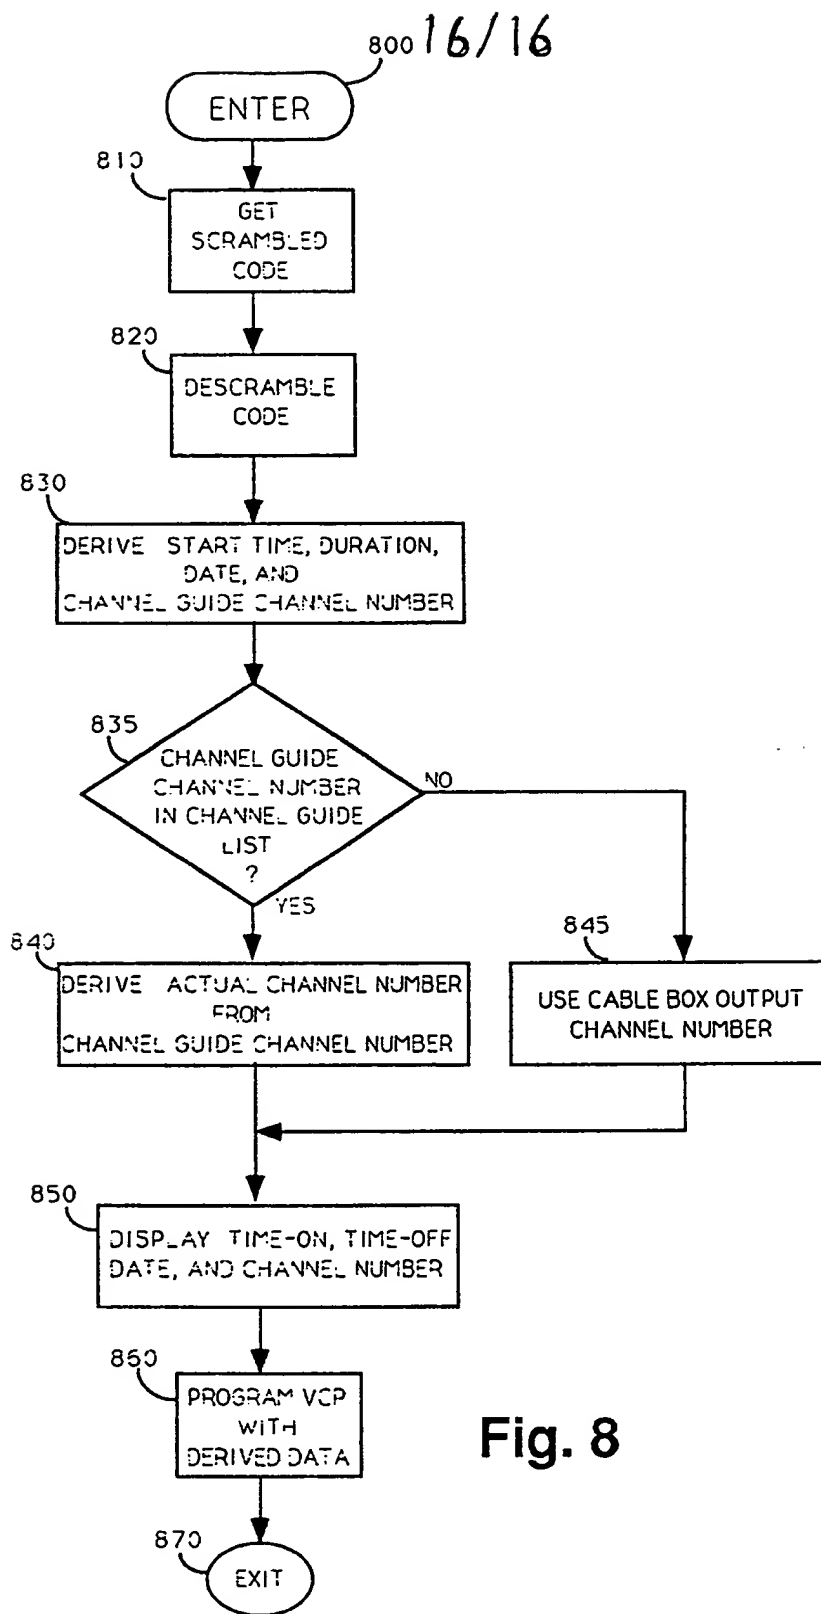 16/16
800
ENTER
810
GET
SCRAMBLED
CODE
820
DESCRAMBLE
CODE
830
DERIVE START TIME, DURATION,
DATE, AND
CHANNEL GUIDE CHANNEL NUMBER
835
CHANNEL GUIDE
CHANNEL NUMBER
IN CHANNEL GUIDE
LIST
?
NO
YES
840
DERIVE ACTUAL CHANNEL NUMBER
FROM
CHANNEL GUIDE CHANNEL NUMBER
845
USE CABLE BOX OUTPUT
CHANNEL NUMBER
850
DISPLAY TIME-ON, TIME-OFF
DATE, AND CHANNEL NUMBER
860
PROGRAM VCP
WITH
DERIVED DATA
Fig. 8
870
EXIT